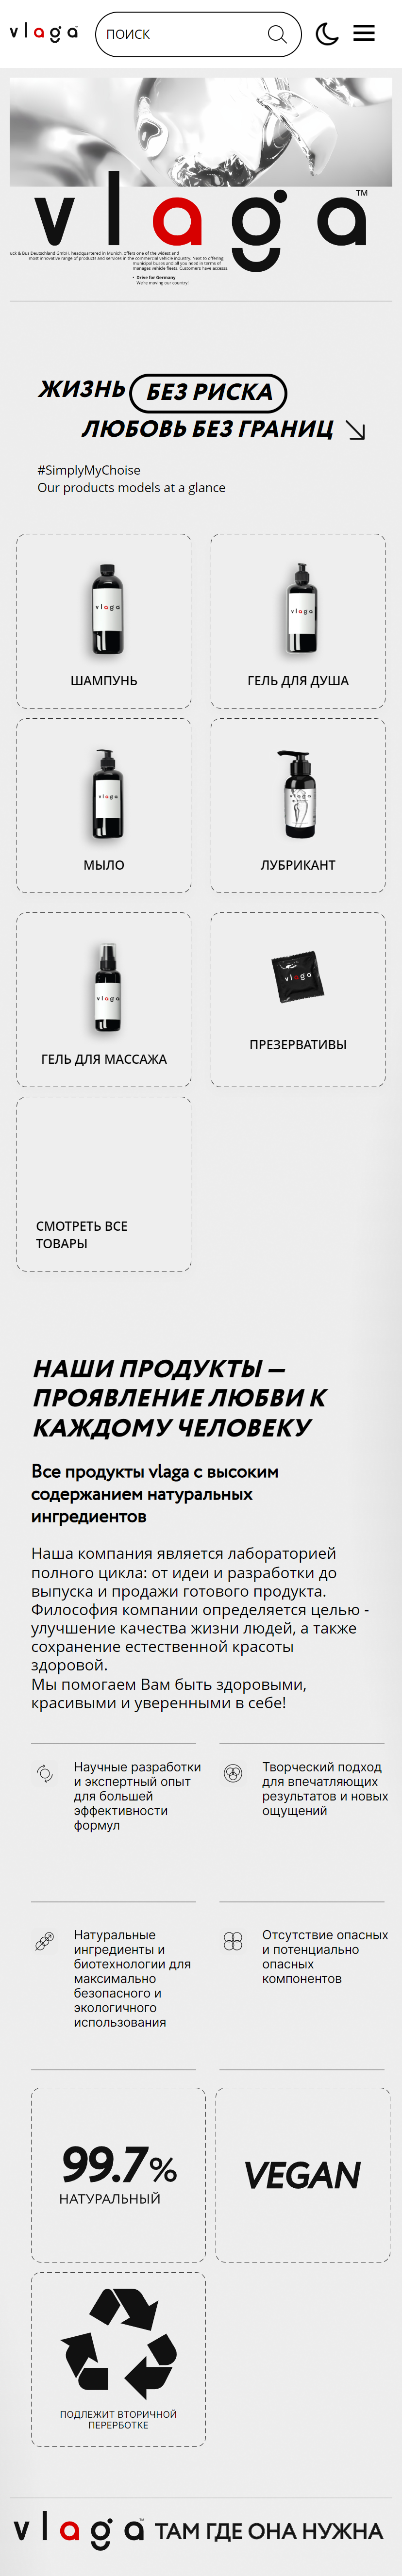 vlaga
ПОИСК
vlaga™
uck & Bus Deutschland GmbH, headquartered in Munich, offers one of the widest and
most innovative range of products and services in the commercial vehicle industry. Next to offering
municipal buses and all you need in terms of
manages vehicle fleets. Customers have access.
• Drive for Germany
We're moving our country!
ЖИЗНЬ БЕЗ РИСКА
ЛЮБОВЬ БЕЗ ГРАНИЦ
#SimplyMyChoise
Our products models at a glance
vlaga
vlaga
ШАМПУНЬ
ГЕЛЬ ДЛЯ ДУША
vlaga
vlaga
МЫЛО
ЛУБРИКАНТ
vlaga
vlaga
ГЕЛЬ ДЛЯ МАССАЖА
ПРЕЗЕРВАТИВЫ
СМОТРЕТЬ ВСЕ
ТОВАРЫ
НАШИ ПРОДУКТЫ —
ПРОЯВЛЕНИЕ ЛЮБВИ К
КАЖДОМУ ЧЕЛОВЕКУ
Все продукты vlaga с высоким
содержанием натуральных
ингредиентов
Наша компания является лабораторией
полного цикла: от идеи и разработки до
выпуска и продажи готового продукта.
Философия компании определяется целью -
улучшение качества жизни людей, а также
сохранение естественной красоты
здоровой.
Мы помогаем Вам быть здоровыми,
красивыми и уверенными в себе!
Научные разработки
и экспертный опыт
для большей
эффективности
формул
Творческий подход
для впечатляющих
результатов и новых
ощущений
Натуральные
ингредиенты и
биотехнологии для
максимально
безопасного и
экологичного
использования
Отсутствие опасных
и потенциально
опасных
компонентов
99.7%
НАТУРАЛЬНЫЙ
VEGAN
ПОДЛЕЖИТ ВТОРИЧНОЙ
ПЕРЕРБОТКЕ
vlaga™ ТАМ ГДЕ ОНА НУЖНА